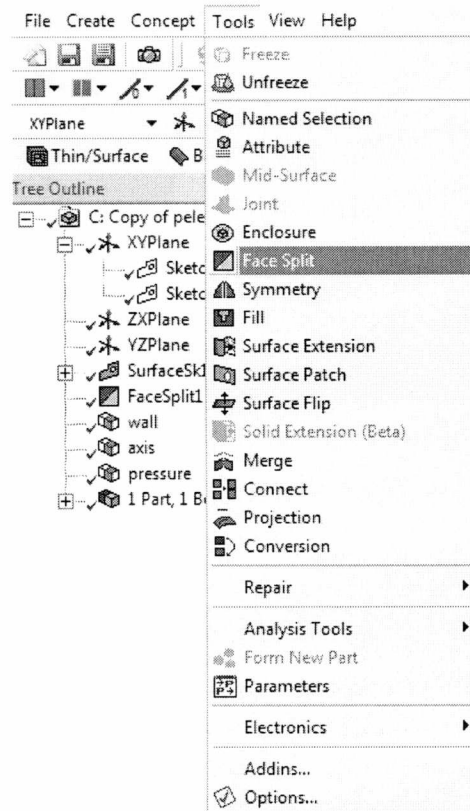 File Create Concept Tools View Help
Freeze
Unfreeze
XYPlane
Named Selection
Thin/Surface B
Attribute
Mid-Surface
Tree Outline
Joint
C: Copy of pele
Enclosure
XYPlane
Face Split
Sketc
Symmetry
Sketc
Fill
ZXPlane
Surface Extension
YZPlane
Surface Patch
SurfaceSk1
Surface Flip
FaceSplit1
Solid Extension (Beta)
wall
Merge
axis
Connect
pressure
Projection
1 Part, 1 B
Conversion
Repair
Analysis Tools
Form New Part
Parameters
Electronics
Addins...
Options...